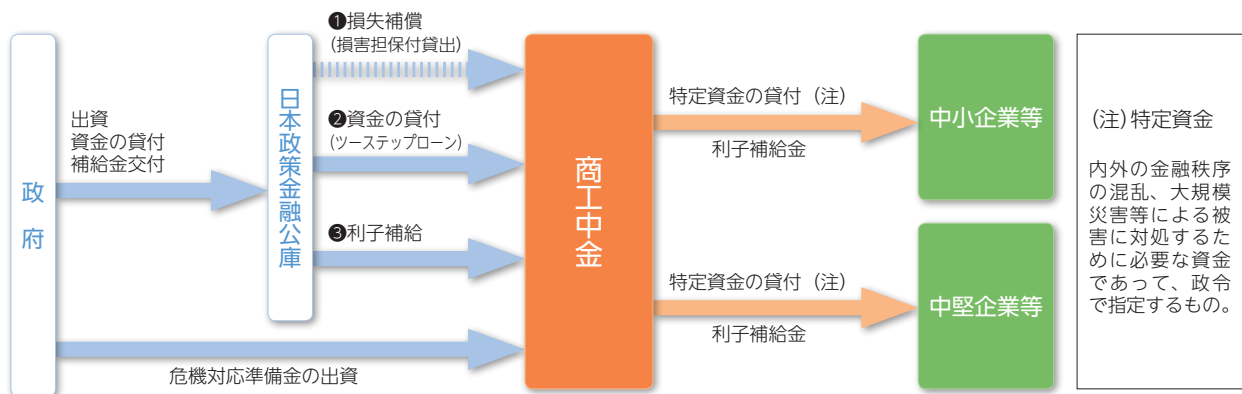 政府
出資
資金の貸付
補給金交付
日本政策金融公庫
❶損失補償
(損害担保付貸出)
❷資金の貸付
(ツーステップローン)
❸利子補給
危機対応準備金の出資
商工中金
特定資金の貸付（注）
利子補給金
中小企業等
特定資金の貸付（注）
利子補給金
中堅企業等
(注)特定資金
内外の金融秩序
の混乱、大規模
災害等による被
害に対処するた
めに必要な資金
であって、政令
で指定するもの。